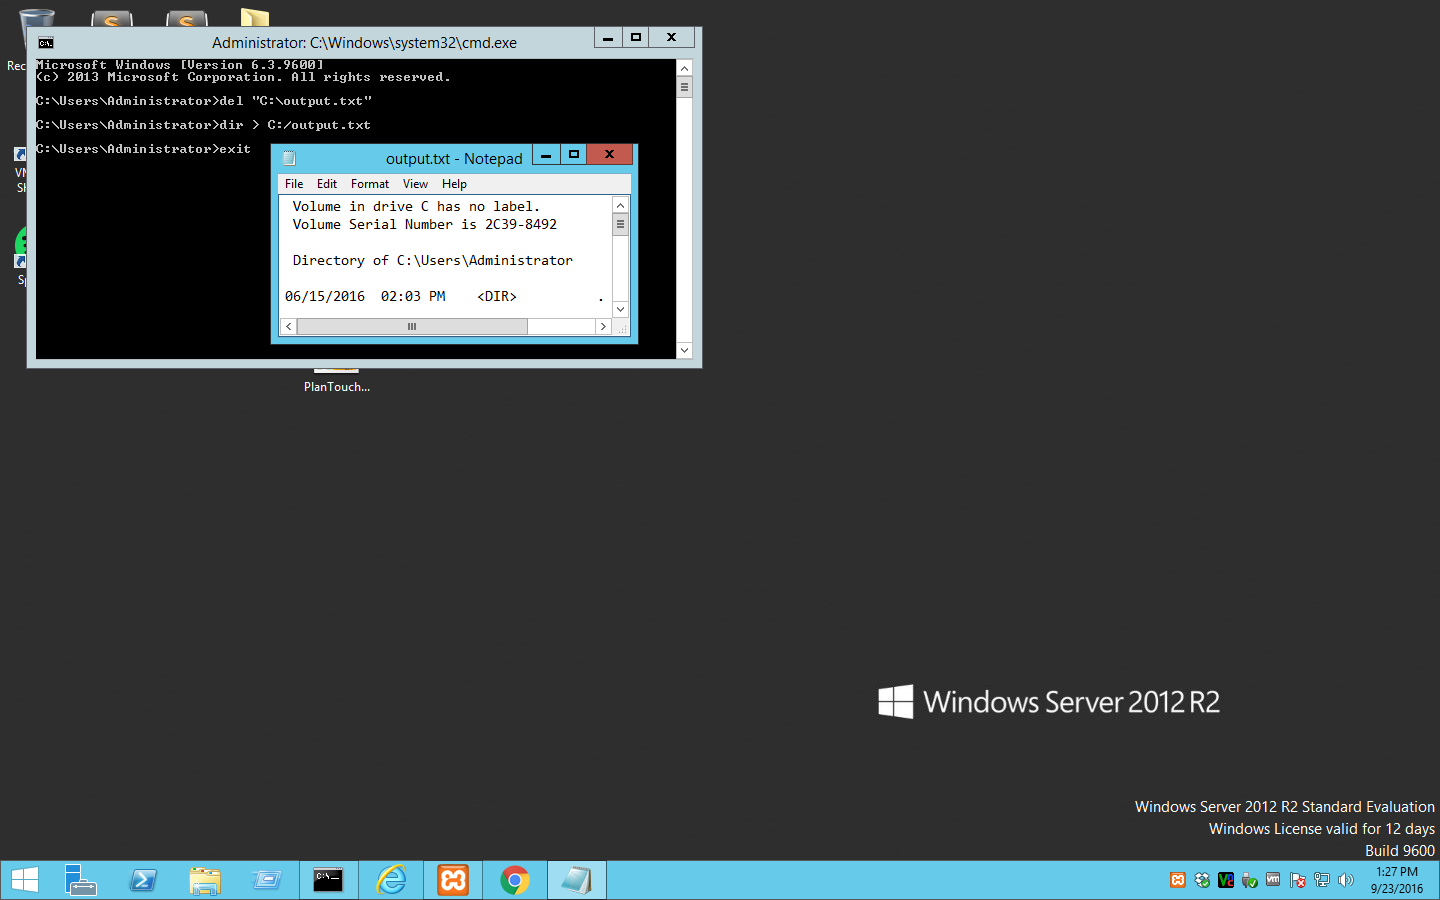 Administrator: C:\Windows\system32\cmd.exe
Microsoft Windows [Version 6.3.9600]
(c) 2013 Microsoft Corporation. All rights reserved.
C:\Users\Administrator>del "C:\output.txt"
C:\Users\Administrator>dir > C:/output.txt
C:\Users\Administrator>exit
output.txt - Notepad
File Edit Format View Help
Volume in drive C has no label.
Volume Serial Number is 2C39-8492
Directory of C:\Users\Administrator
06/15/2016  02:03 PM    <DIR>          .
Rec
VM
Sh
Sp
PlanTouch...
Windows Server 2012 R2
Windows Server 2012 R2 Standard Evaluation
Windows License valid for 12 days
Build 9600
1:27 PM
9/23/2016